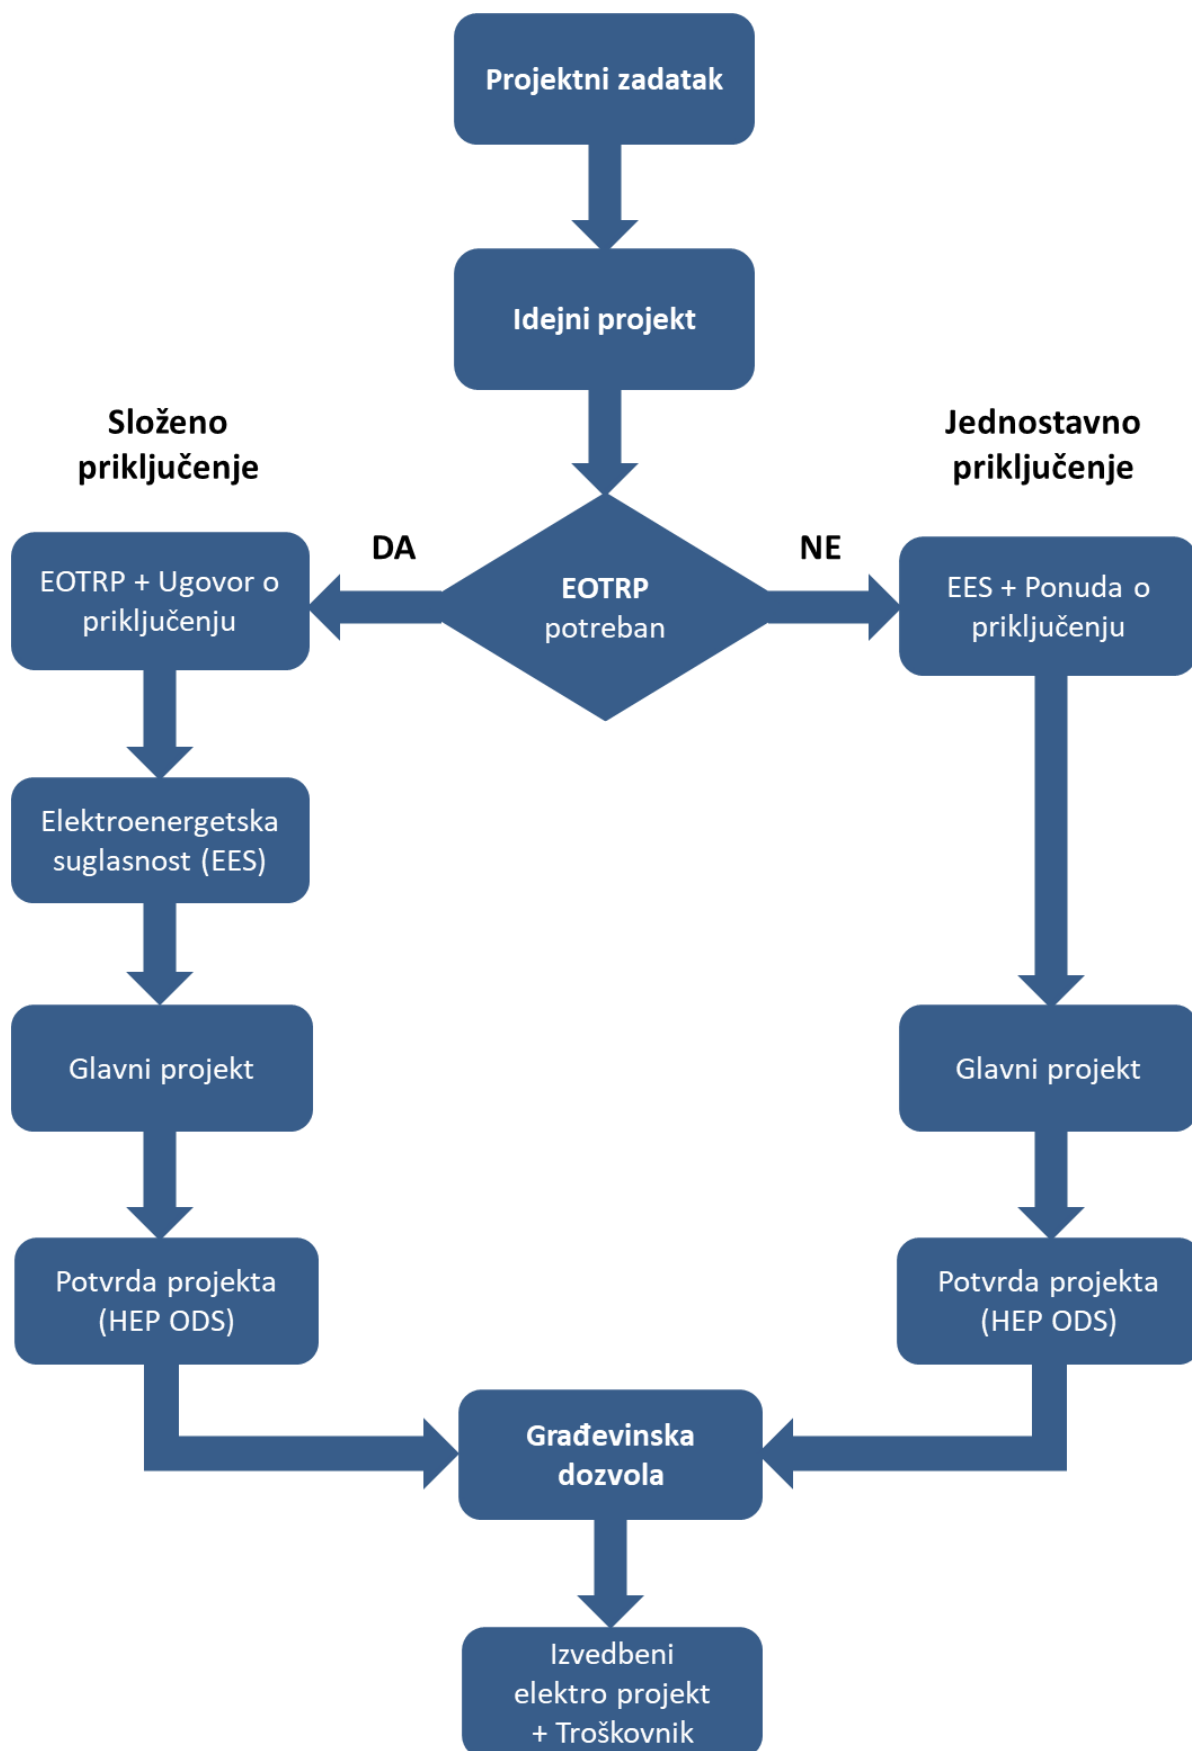 Projektni zadatak
Idejni projekt
Složeno
priključenje
Jednostavno
priključenje
DA
NE
EOTRP
potreban
EOTRP + Ugovor o
priključenju
EES + Ponuda o
priključenju
Elektroenergetska
suglasnost (EES)
Glavni projekt
Glavni projekt
Potvrda projekta
(HEP ODS)
Potvrda projekta
(HEP ODS)
Građevinska
dozvola
Izvedbeni
elektro projekt
+ Troškovnik